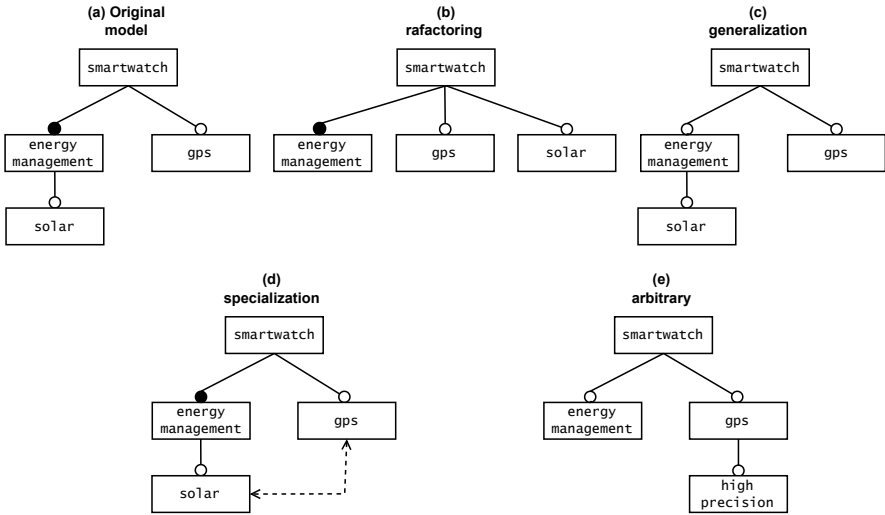 (a) Original
model
smartwatch
energy
management
gps
solar
(b)
rafactoring
smartwatch
energy
management
gps
solar
(c)
generalization
smartwatch
energy
management
gps
solar
(d)
specialization
smartwatch
energy
management
gps
solar
(e)
arbitrary
smartwatch
energy
management
gps
high
precision